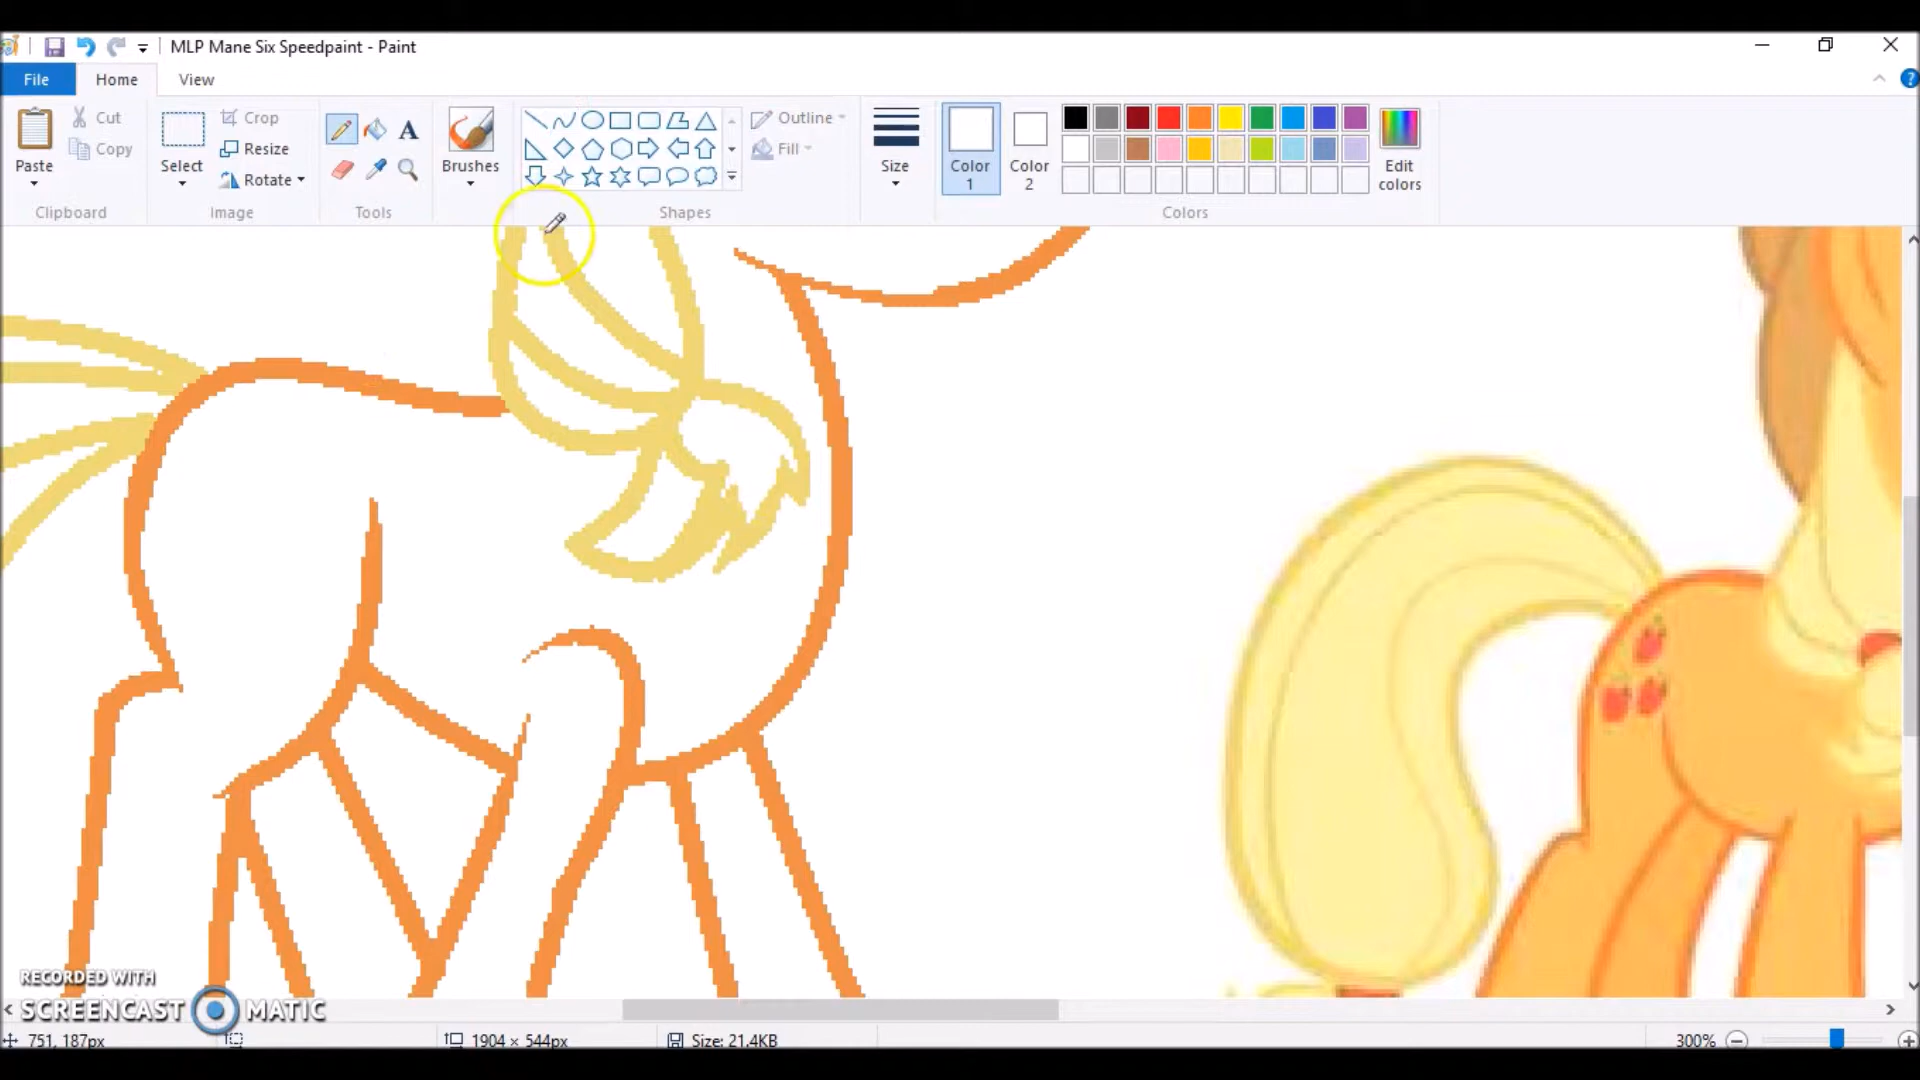 MLP Mane Six Speedpaint - Paint
File Home View
Paste Cut Copy
Clipboard
Select Crop Resize Rotate
Image
A
Tools
Brushes
Shapes
Outline Fill
Size
Color 1
Color 2
Edit colors
Colors
RECORDED WITH
SCREENCAST MATIC
751, 187px
1904 × 544px
Size: 21.4KB
300%